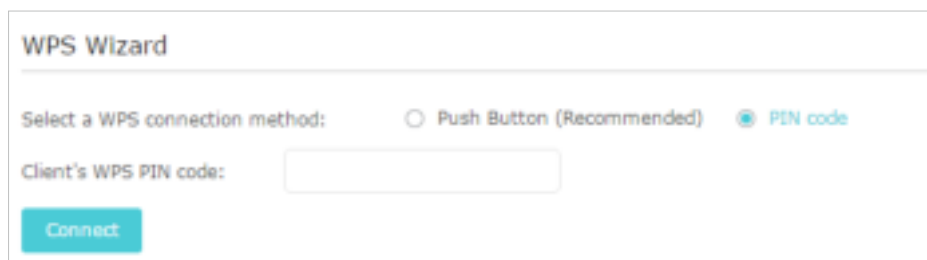 WPS Wizard
Select a WPS connection method: Push Button (Recommended) PIN code
Client's WPS PIN code:
Connect